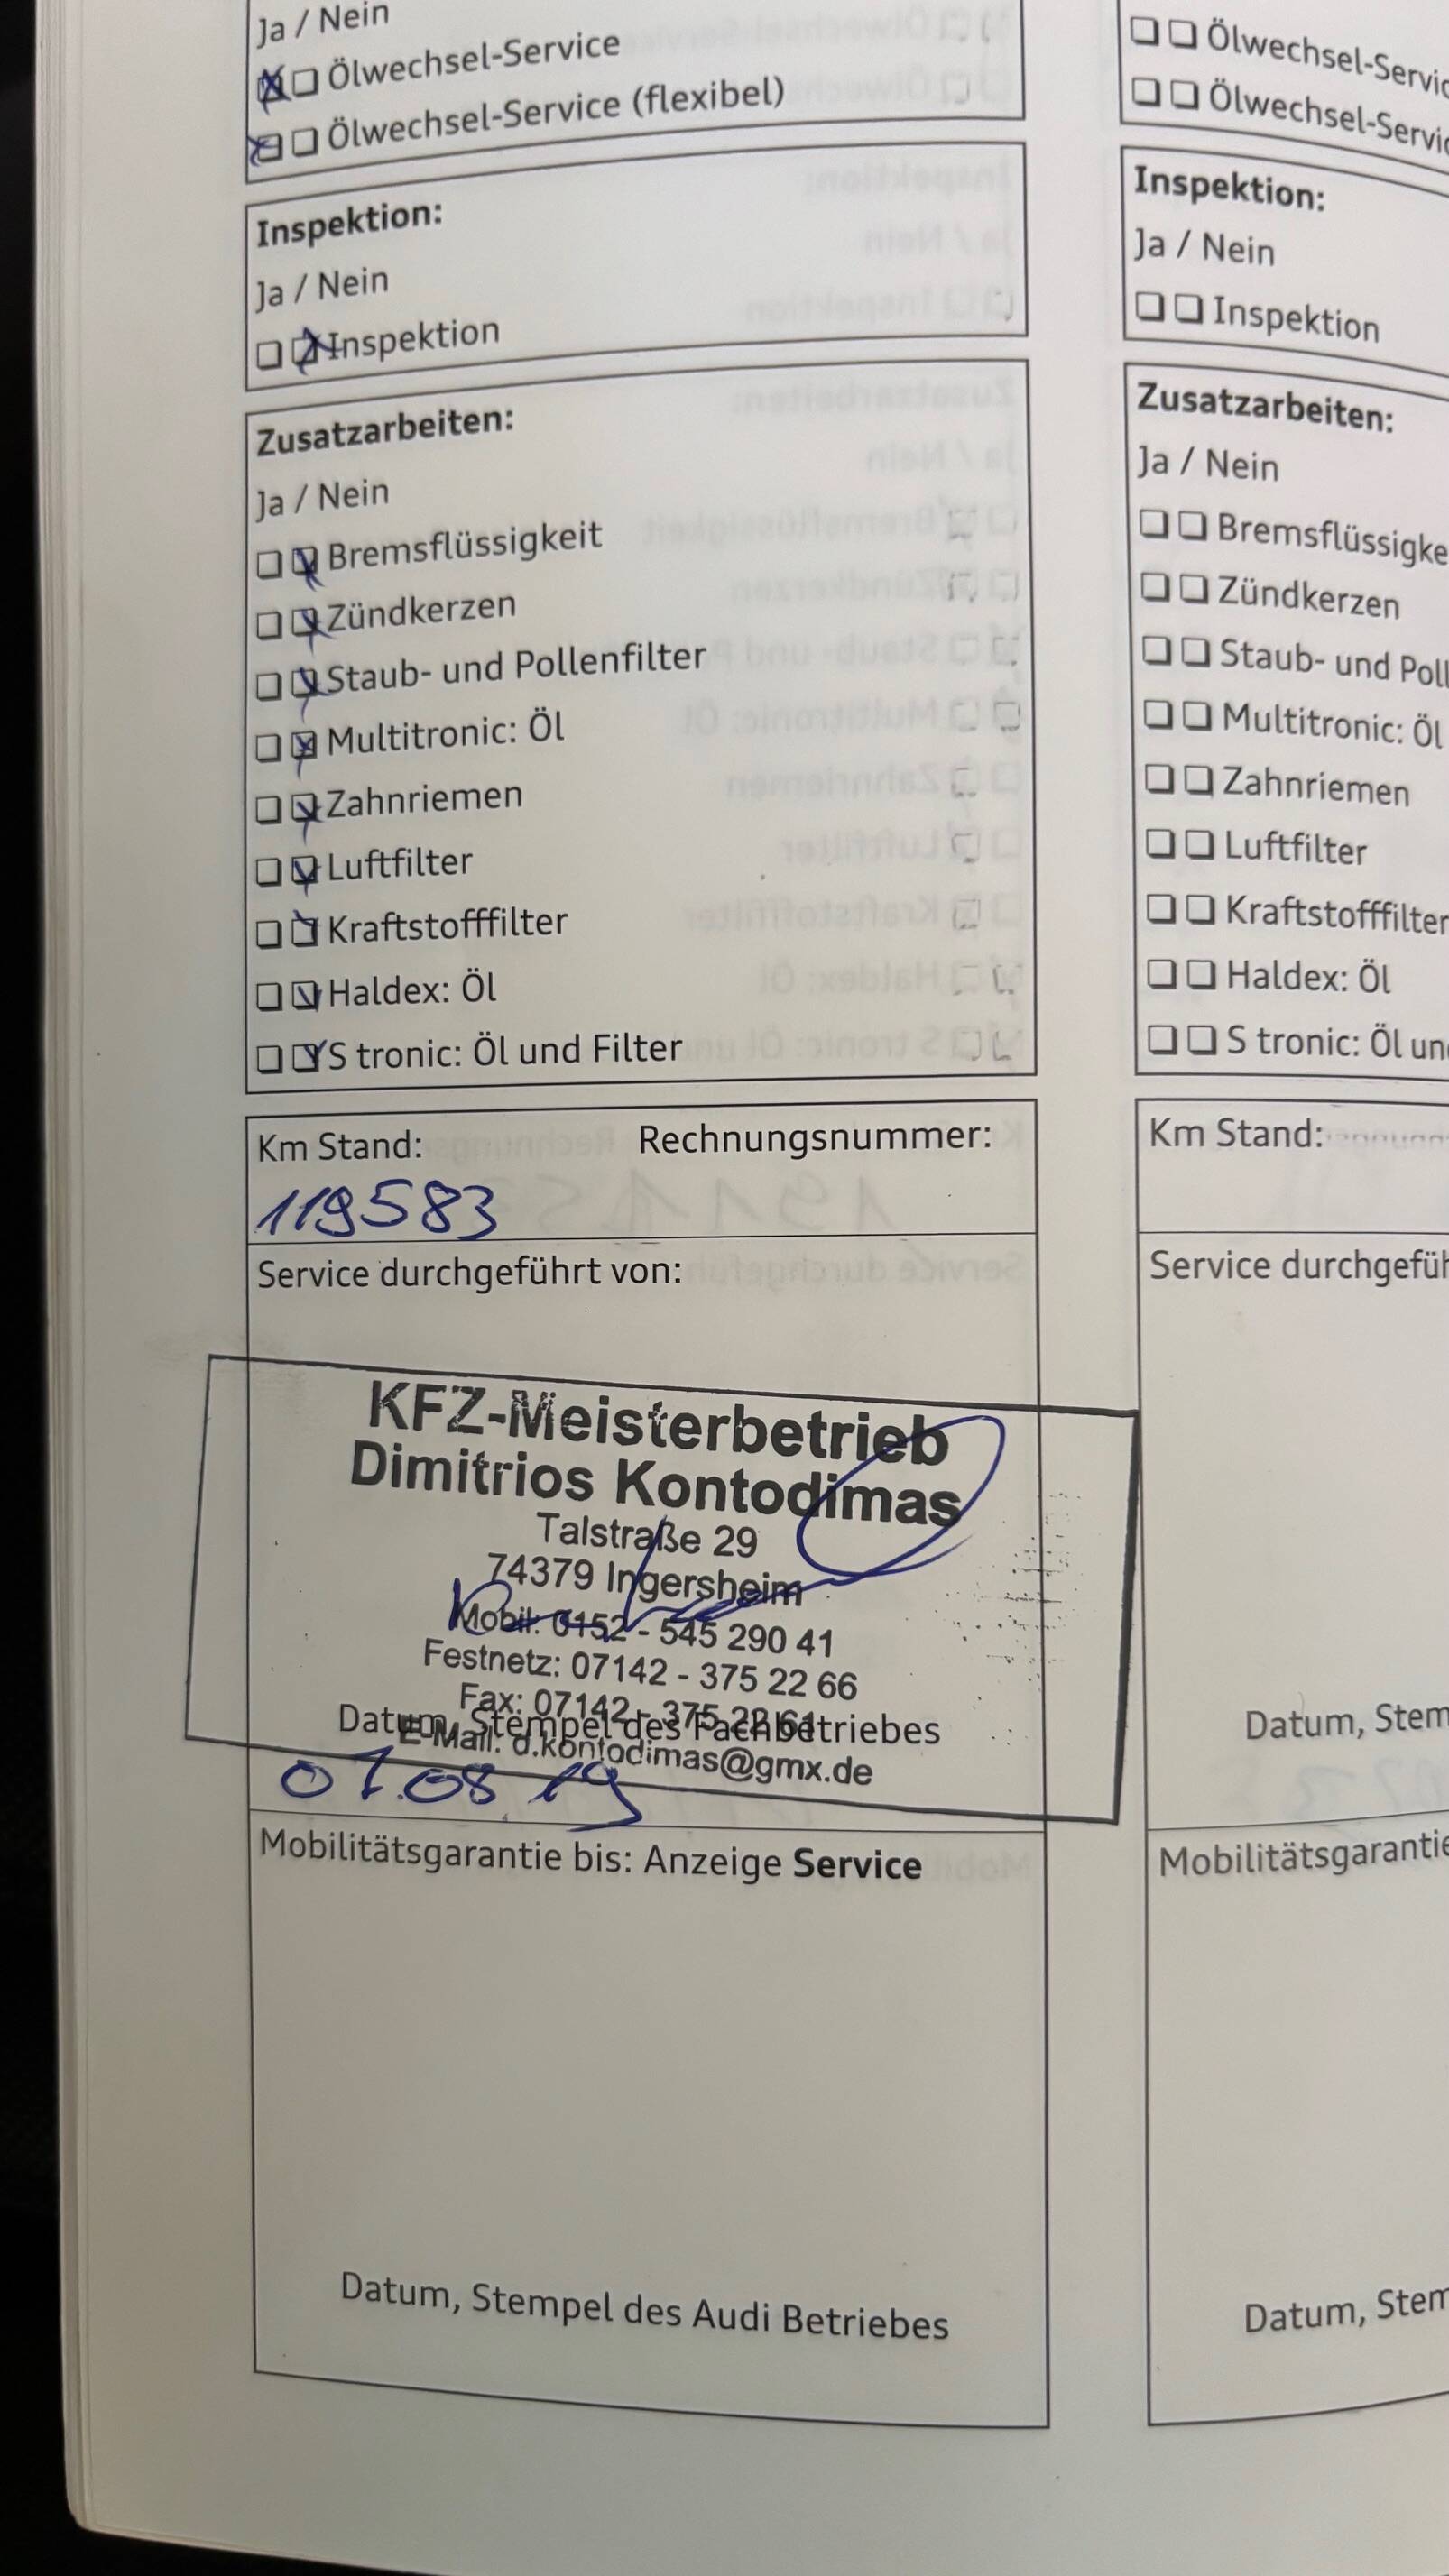 Ja / Nein
Ölwechsel-Service
Ölwechsel-Service (flexibel)
Inspektion:
Ja / Nein
Inspektion
Zusatzarbeiten:
Ja / Nein
Bremsflüssigkeit
Zündkerzen
Staub- und Pollenfilter
Multitronic: Öl
Zahnriemen
Luftfilter
Kraftstofffilter
Haldex: Öl
S tronic: Öl und Filter
Km Stand: Rechnungsnummer:
119583
Service durchgeführt von:
KFZ-Meisterbetrieb
Dimitrios Kontodimas
Talstraße 29
74379 Ingersheim
Mobil: 0152 - 545 290 41
Festnetz: 07142 - 375 22 66
Fax: 07142 - 375 22 61
Datum, Stempel des Fachbetriebes
E-Mail: d.kontodimas@gmx.de
07.08 19
Mobilitätsgarantie bis: Anzeige Service
Datum, Stempel des Audi Betriebes
Ölwechsel-Servic
Ölwechsel-Servic
Inspektion:
Ja / Nein
Inspektion
Zusatzarbeiten:
Ja / Nein
Bremsflüssigke
Zündkerzen
Staub- und Poll
Multitronic: Öl
Zahnriemen
Luftfilter
Kraftstofffilter
Haldex: Öl
S tronic: Öl un
Km Stand:
Service durchgefüh
Datum, Stem
Mobilitätsgarantie
Datum, Stem